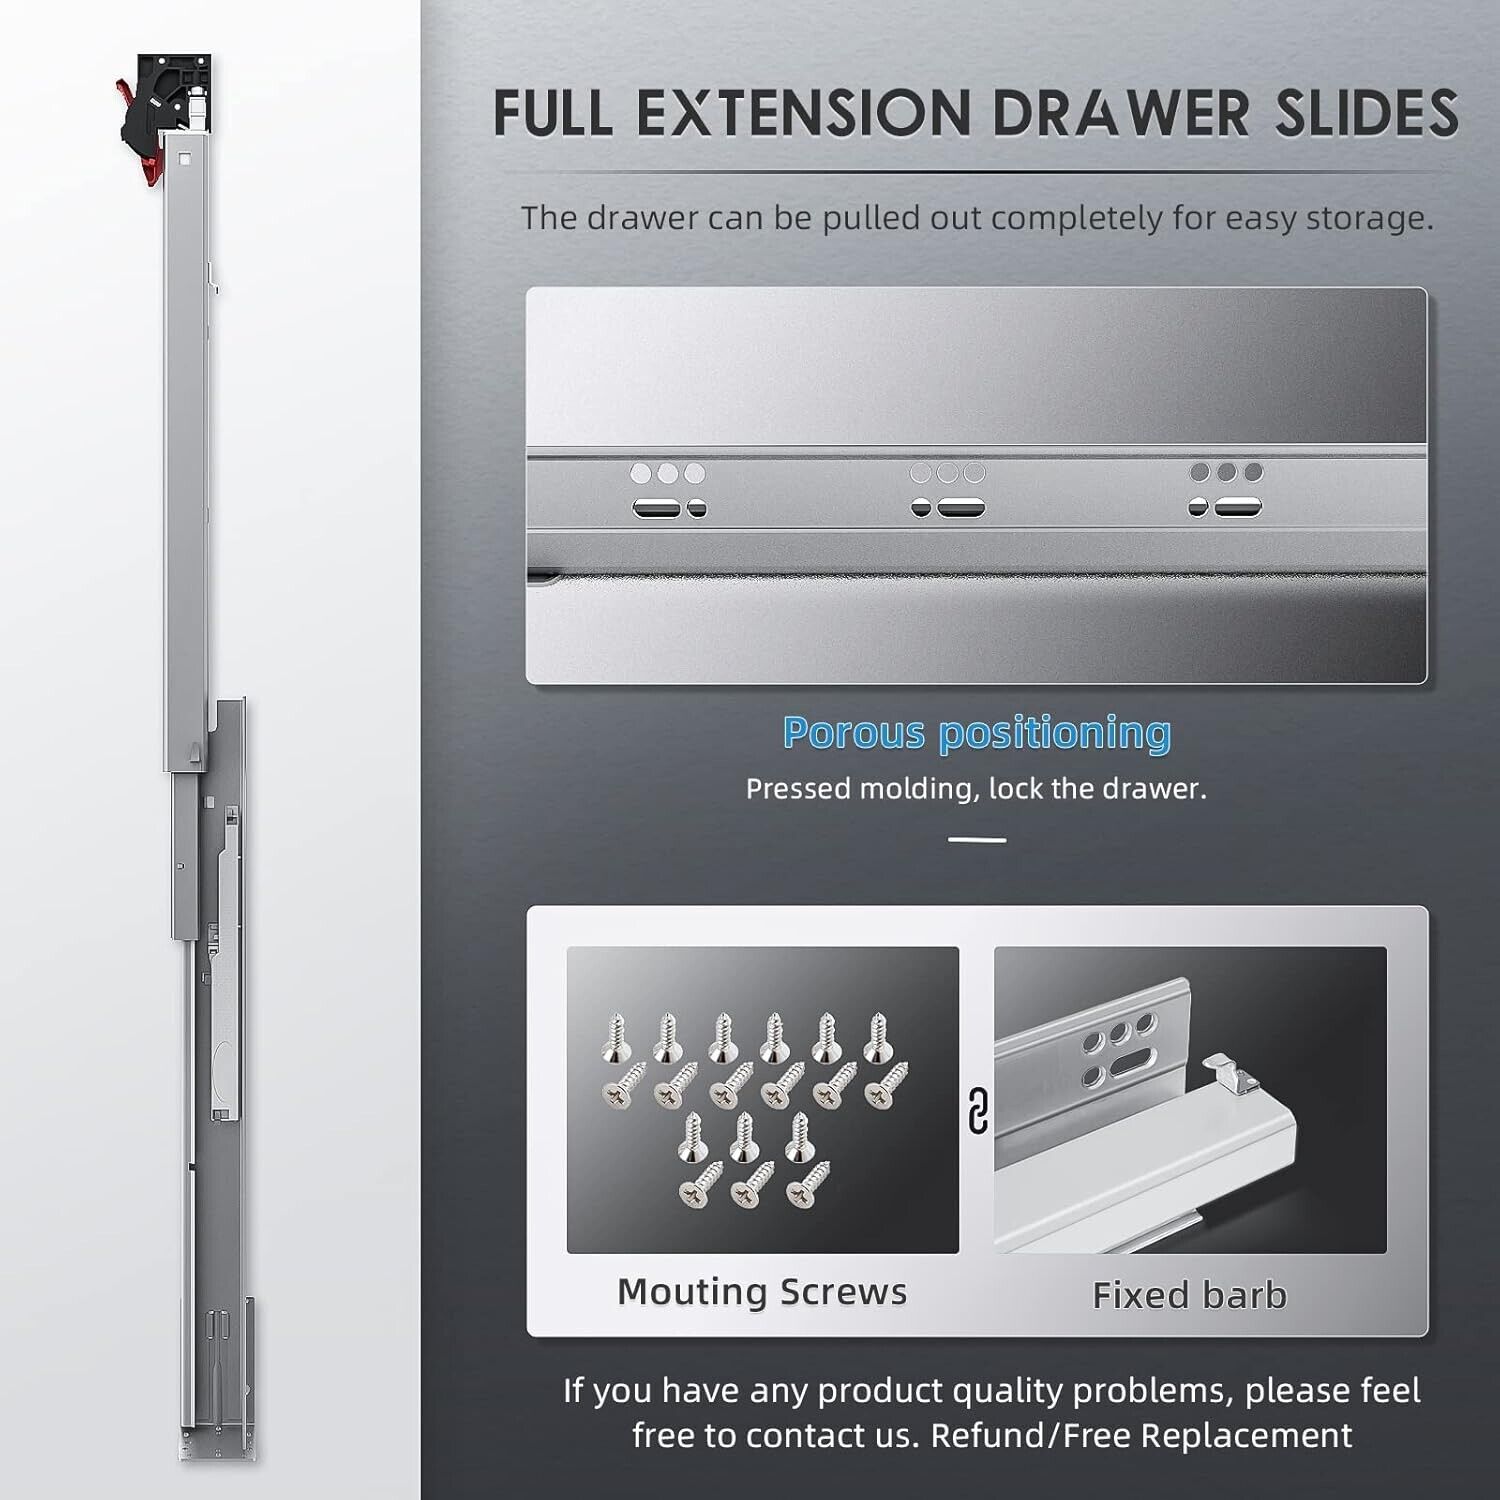 FULL EXTENSION DRAWER SLIDES
The drawer can be pulled out completely for easy storage.
Porous positioning
Pressed molding, lock the drawer.
Mouting Screws
Fixed barb
If you have any product quality problems, please feel
free to contact us. Refund/Free Replacement